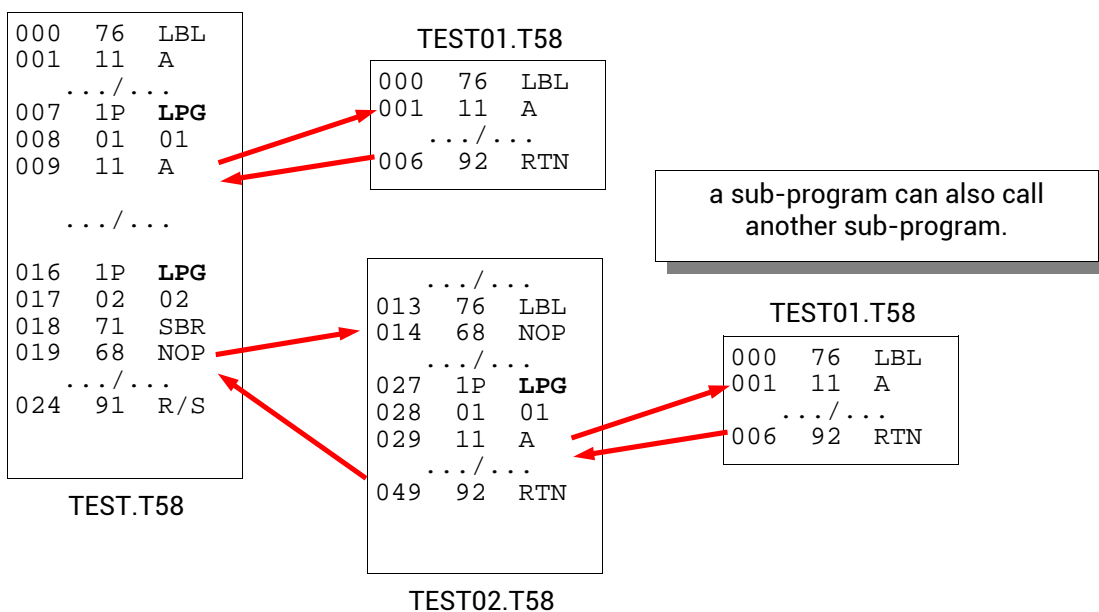 000 76 LBL
001 11 A
.../...
007 1P LPG
008 01 01
009 11 A
.../...
016 1P LPG
017 02 02
018 71 SBR
019 68 NOP
.../...
024 91 R/S
TEST.T58
TEST01.T58
000 76 LBL
001 11 A
.../...
006 92 RTN
a sub-program can also call
another sub-program.
.../...
013 76 LBL
014 68 NOP
.../...
027 1P LPG
028 01 01
029 11 A
.../...
049 92 RTN
TEST02.T58
TEST01.T58
000 76 LBL
001 11 A
.../...
006 92 RTN